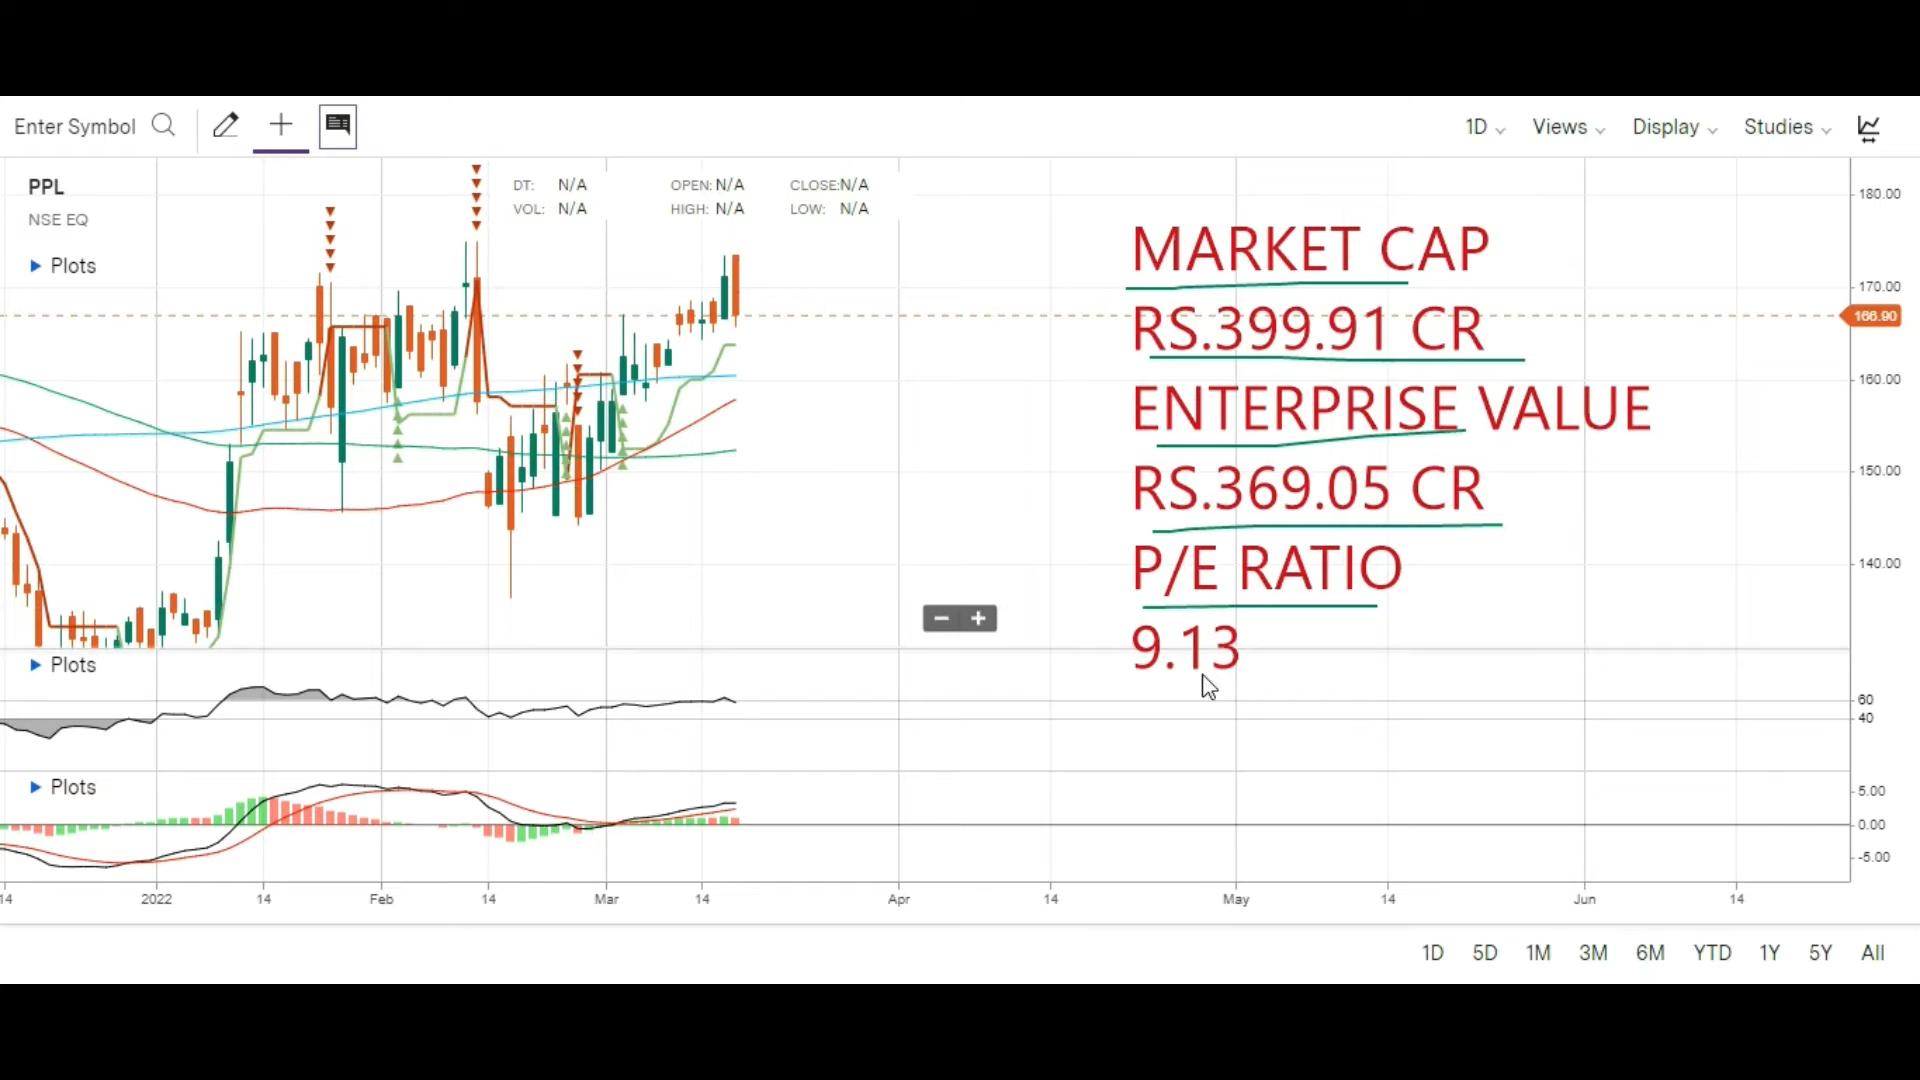 Enter Symbol
1D Views Display Studies
PPL
NSE EQ
Plots
DT: N/A OPEN: N/A CLOSE: N/A
VOL: N/A HIGH: N/A LOW: N/A
180.00
170.00
166.90
160.00
150.00
140.00
MARKET CAP
RS.399.91 CR
ENTERPRISE VALUE
RS.369.05 CR
P/E RATIO
9.13
Plots
60
40
Plots
5.00
0.00
-5.00
14 2022 14 Feb 14 Mar 14 Apr 14 May 14 Jun 14
1D 5D 1M 3M 6M YTD 1Y 5Y All